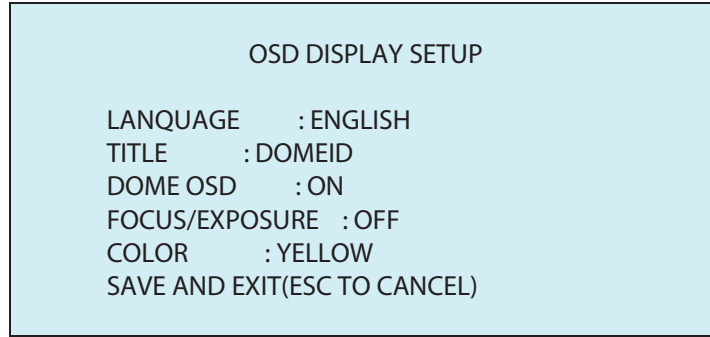 OSD DISPLAY SETUP
LANQUAGE : ENGLISH
TITLE : DOMEID
DOME OSD : ON
FOCUS/EXPOSURE : OFF
COLOR : YELLOW
SAVE AND EXIT(ESC TO CANCEL)